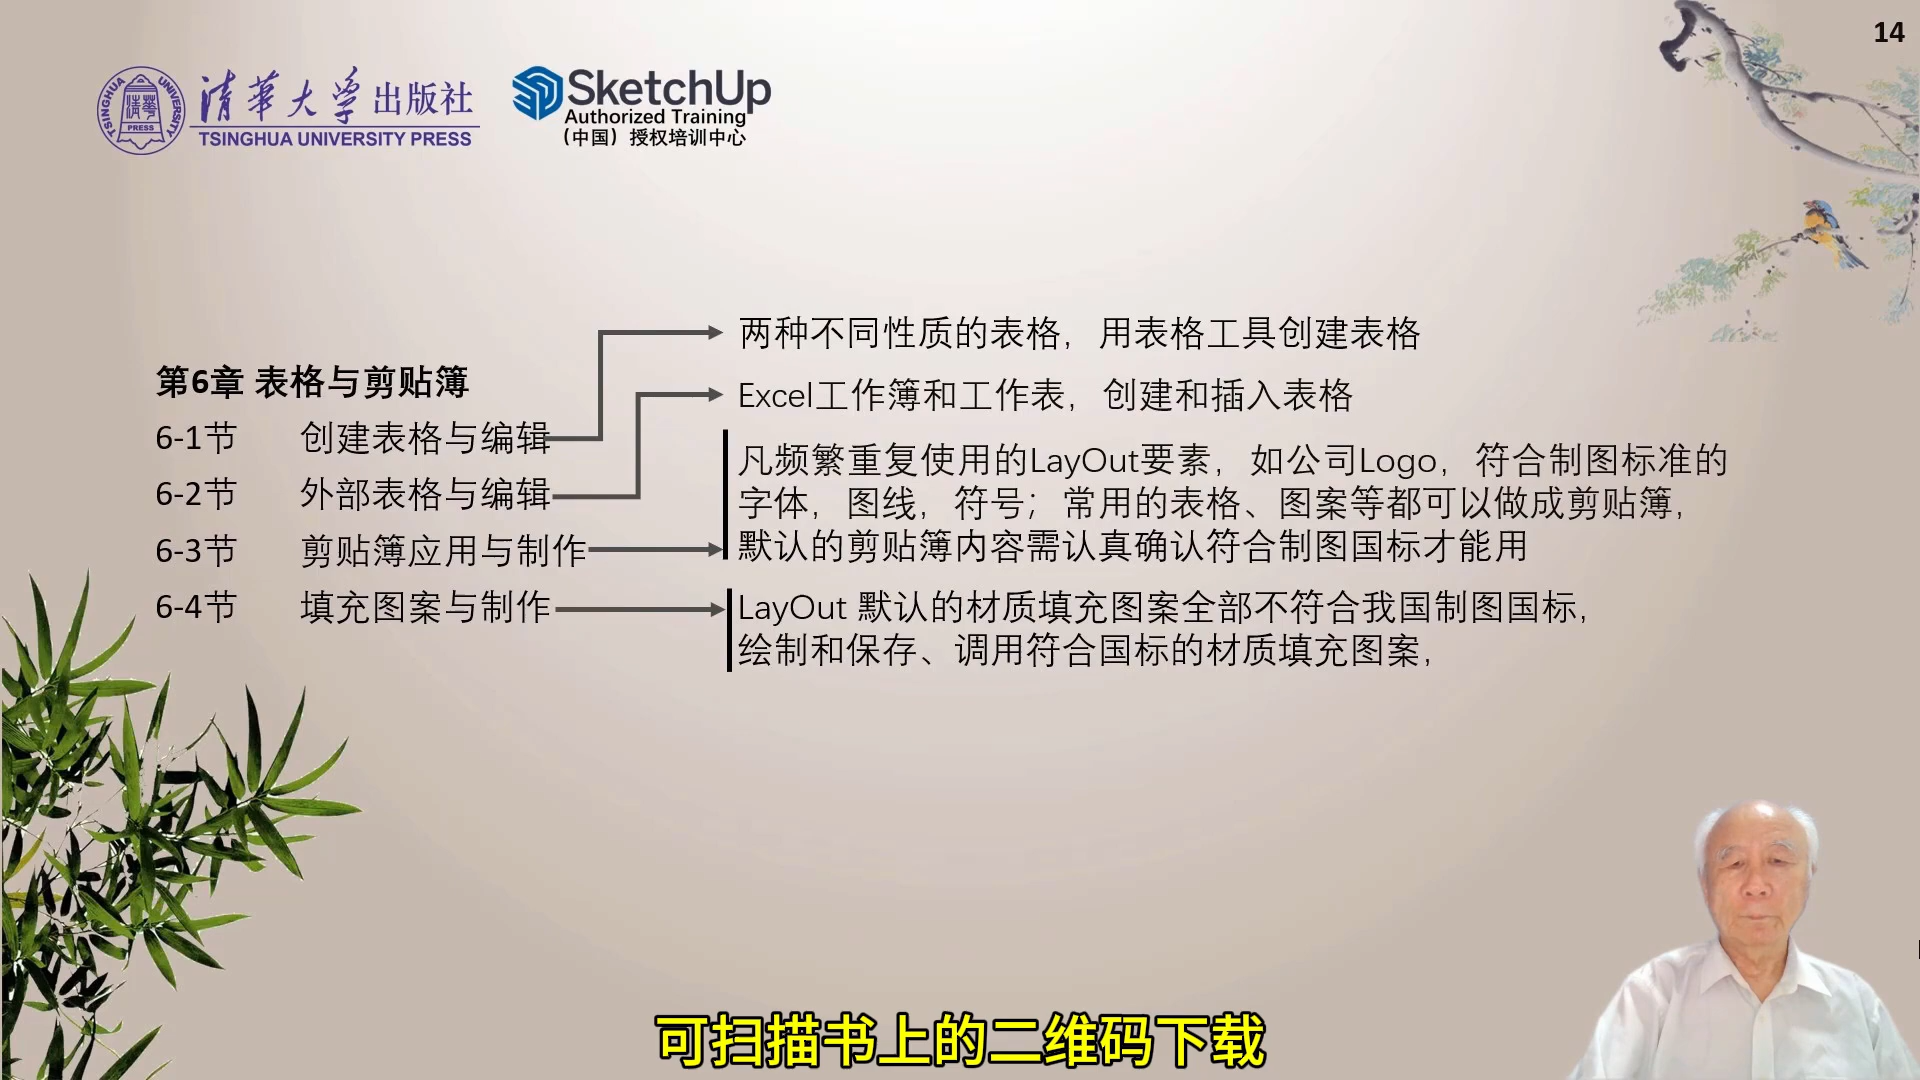 14
TSINGHUA UNIVERSITY
清華
PRESS
清華大学出版社
TSINGHUA UNIVERSITY PRESS
SketchUp
Authorized Training
（中国）授权培训中心
第6章 表格与剪贴簿
6-1节 创建表格与编辑
6-2节 外部表格与编辑
6-3节 剪贴簿应用与制作
6-4节 填充图案与制作
两种不同性质的表格，用表格工具创建表格
Excel工作簿和工作表，创建和插入表格
凡频繁重复使用的LayOut要素，如公司Logo，符合制图标准的
字体，图线，符号；常用的表格、图案等都可以做成剪贴簿，
默认的剪贴簿内容需认真确认符合制图国标才能用
LayOut 默认的材质填充图案全部不符合我国制图国标，
绘制和保存、调用符合国标的材质填充图案，
可扫描书上的二维码下载